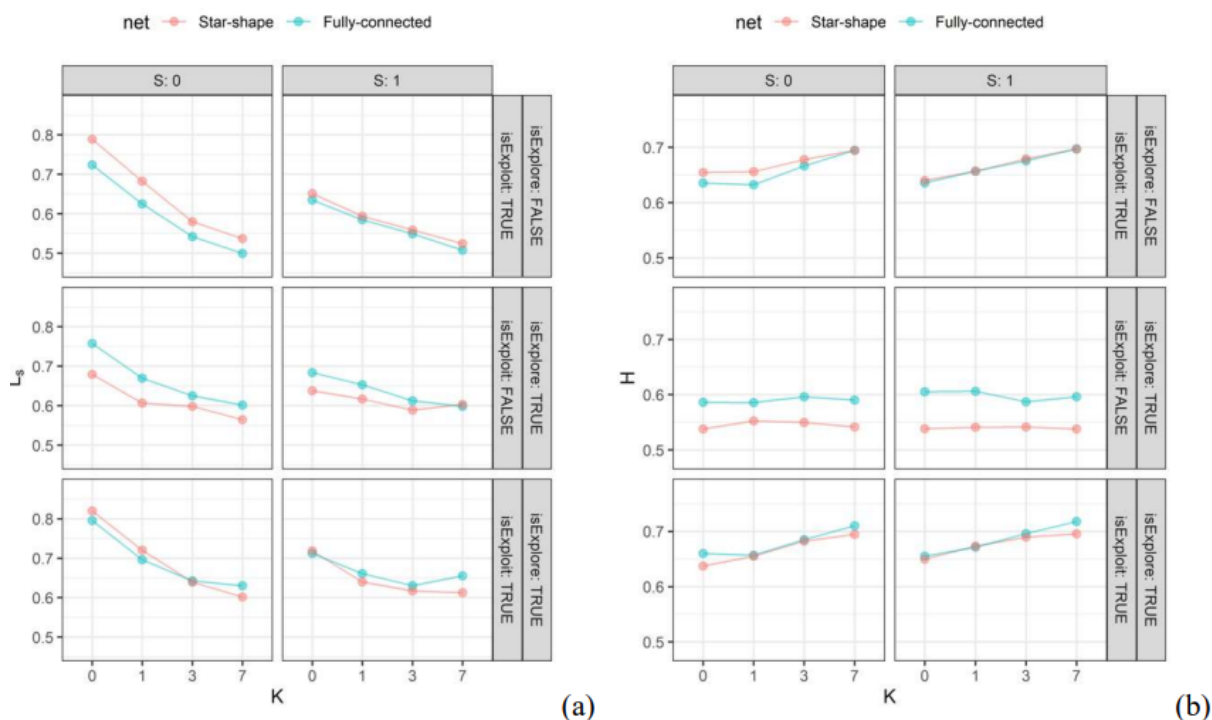 net Star-shape Fully-connected
S: 0 S: 1
0.8
0.7
0.6
0.5
isExploit: TRUE
isExplore: FALSE
0.8
0.7
0.6
0.5
isExploit: FALSE
isExplore: TRUE
0.8
0.7
0.6
0.5
isExploit: TRUE
isExplore: TRUE
Ls
0 1 3 7 0 1 3 7
K
(a)
net Star-shape Fully-connected
S: 0 S: 1
0.7
0.6
0.5
isExploit: TRUE
isExplore: FALSE
0.7
0.6
0.5
isExploit: FALSE
isExplore: TRUE
0.7
0.6
0.5
isExploit: TRUE
isExplore: TRUE
H
0 1 3 7 0 1 3 7
K
(b)